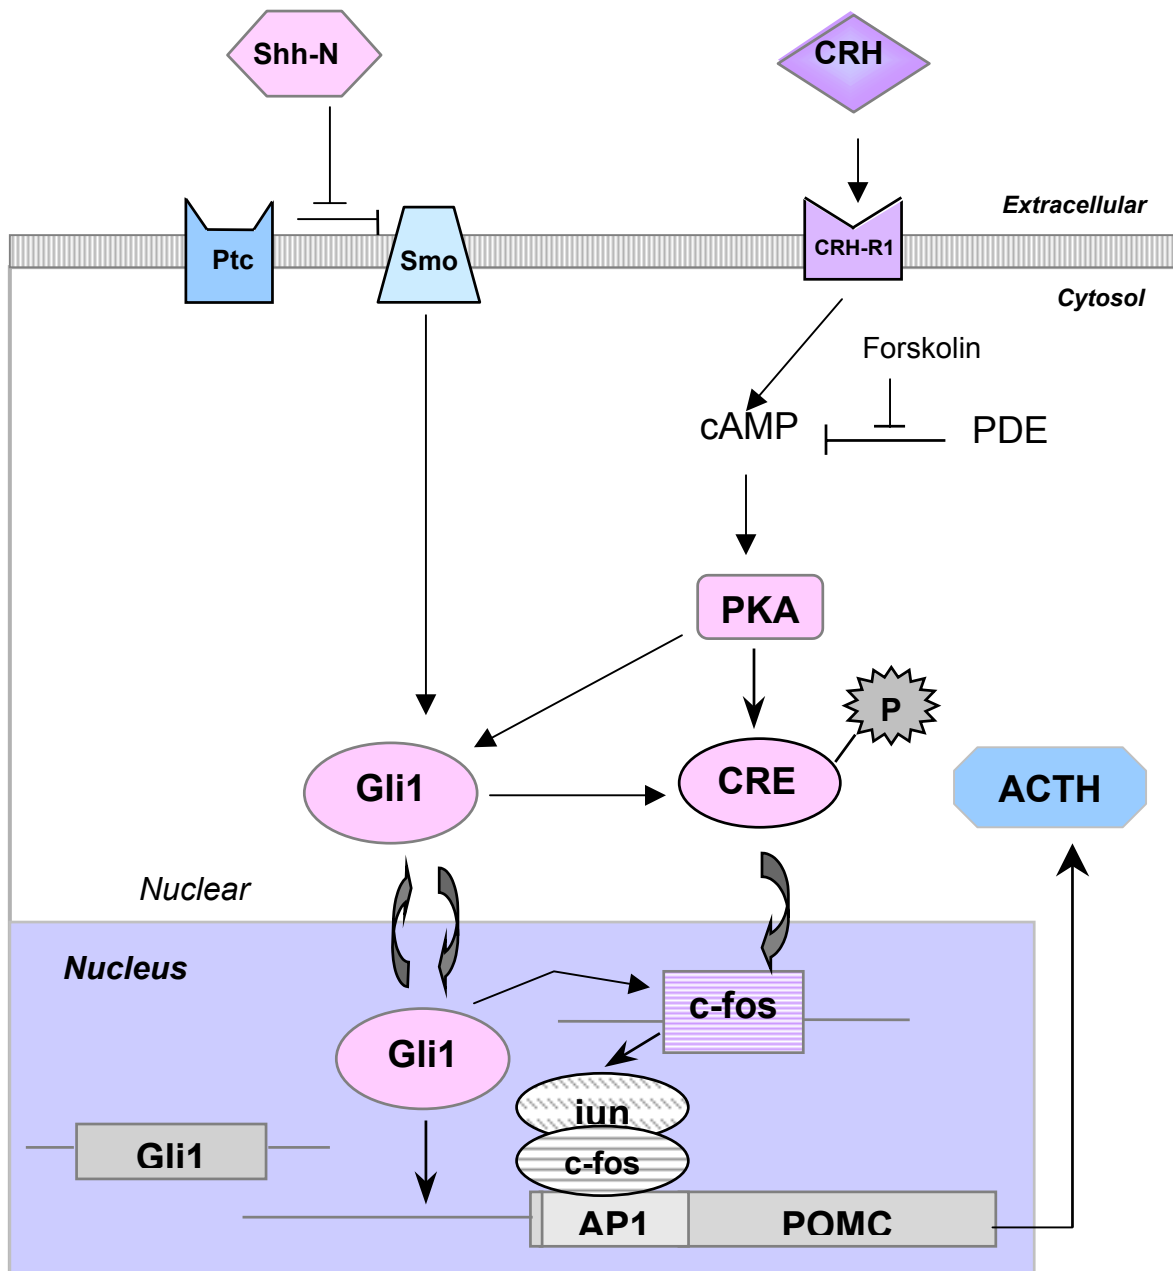 Shh-N
CRH
Extracellular
Ptc
Smo
CRH-R1
Cytosol
Forskolin
cAMP
PDE
PKA
P
Gli1
CRE
ACTH
Nuclear
Nucleus
c-fos
Gli1
jun
Gli1
c-fos
AP1
POMC